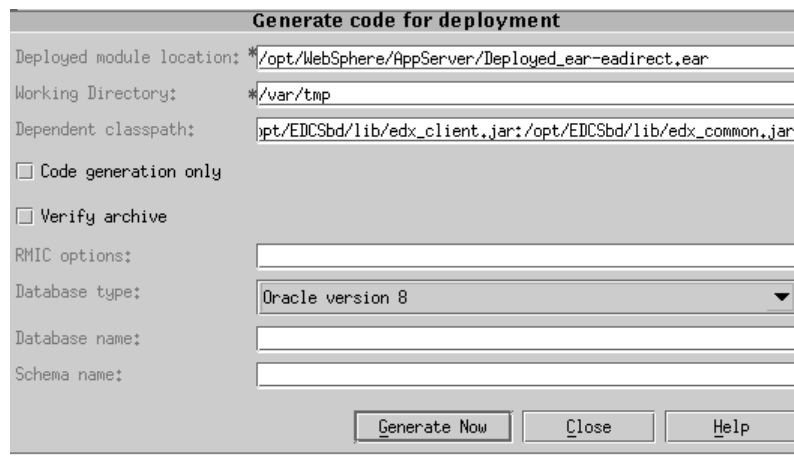 Generate code for deployment
Deployed module location: */opt/WebSphere/AppServer/Deployed_ear-eadirect.ear
Working Directory: */var/tmp
Dependent classpath: pt/EDCSbd/lib/edx_client.jar:/opt/EDCSbd/lib/edx_common.jar
Code generation only
Verify archive
RMIC options:
Database type: Oracle version 8
Database name:
Schema name:
Generate Now Close Help